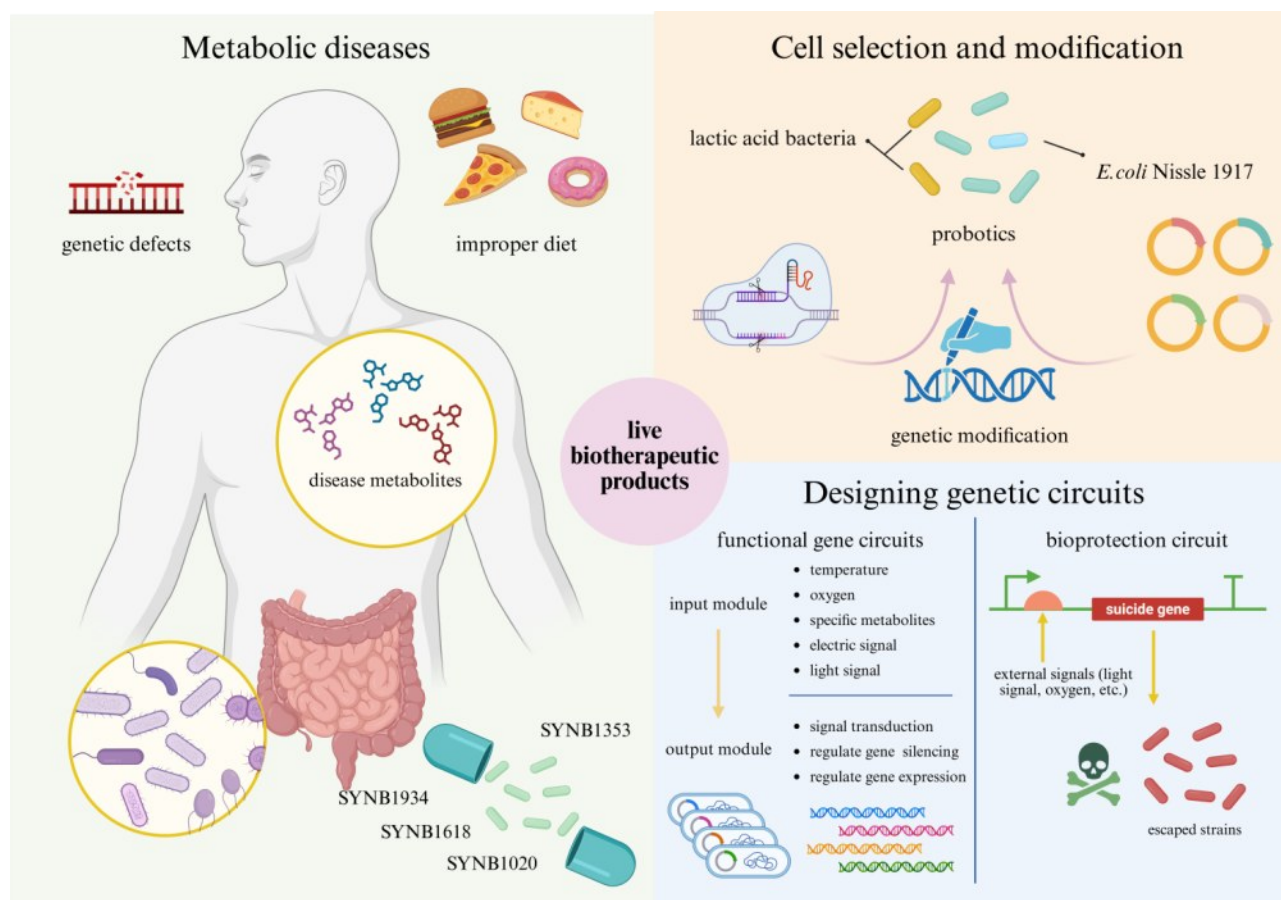 Metabolic diseases
genetic defects
improper diet
disease metabolites
SYNB1353
SYNB1934
SYNB1618
SYNB1020
live
biotherapeutic
products
Cell selection and modification
lactic acid bacteria
E.coli Nissle 1917
probotics
genetic modification
Designing genetic circuits
functional gene circuits
input module
• temperature
• oxygen
• specific metabolites
• electric signal
• light signal
output module
• signal transduction
• regulate gene silencing
• regulate gene expression
bioprotection circuit
suicide gene
external signals (light
signal, oxygen, etc.)
escaped strains